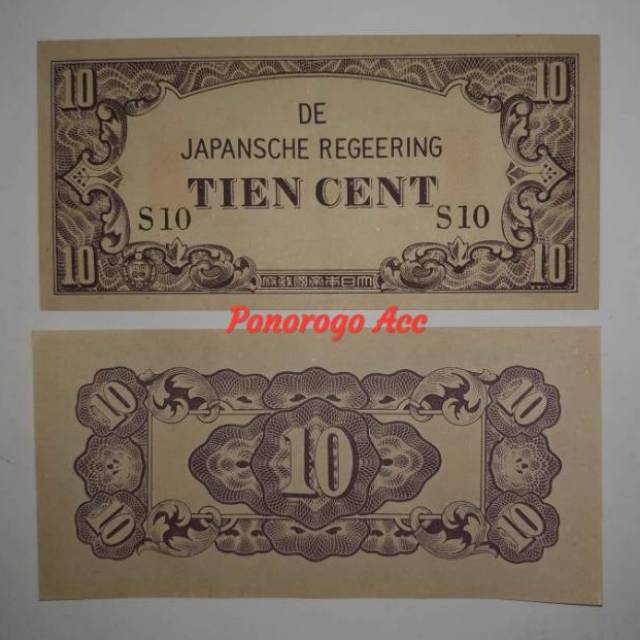 10 10
DE
JAPANSCHE REGEERING
TIEN CENT
S10 S10
10 10
Ponorogo Acc
10 10
10
10 10